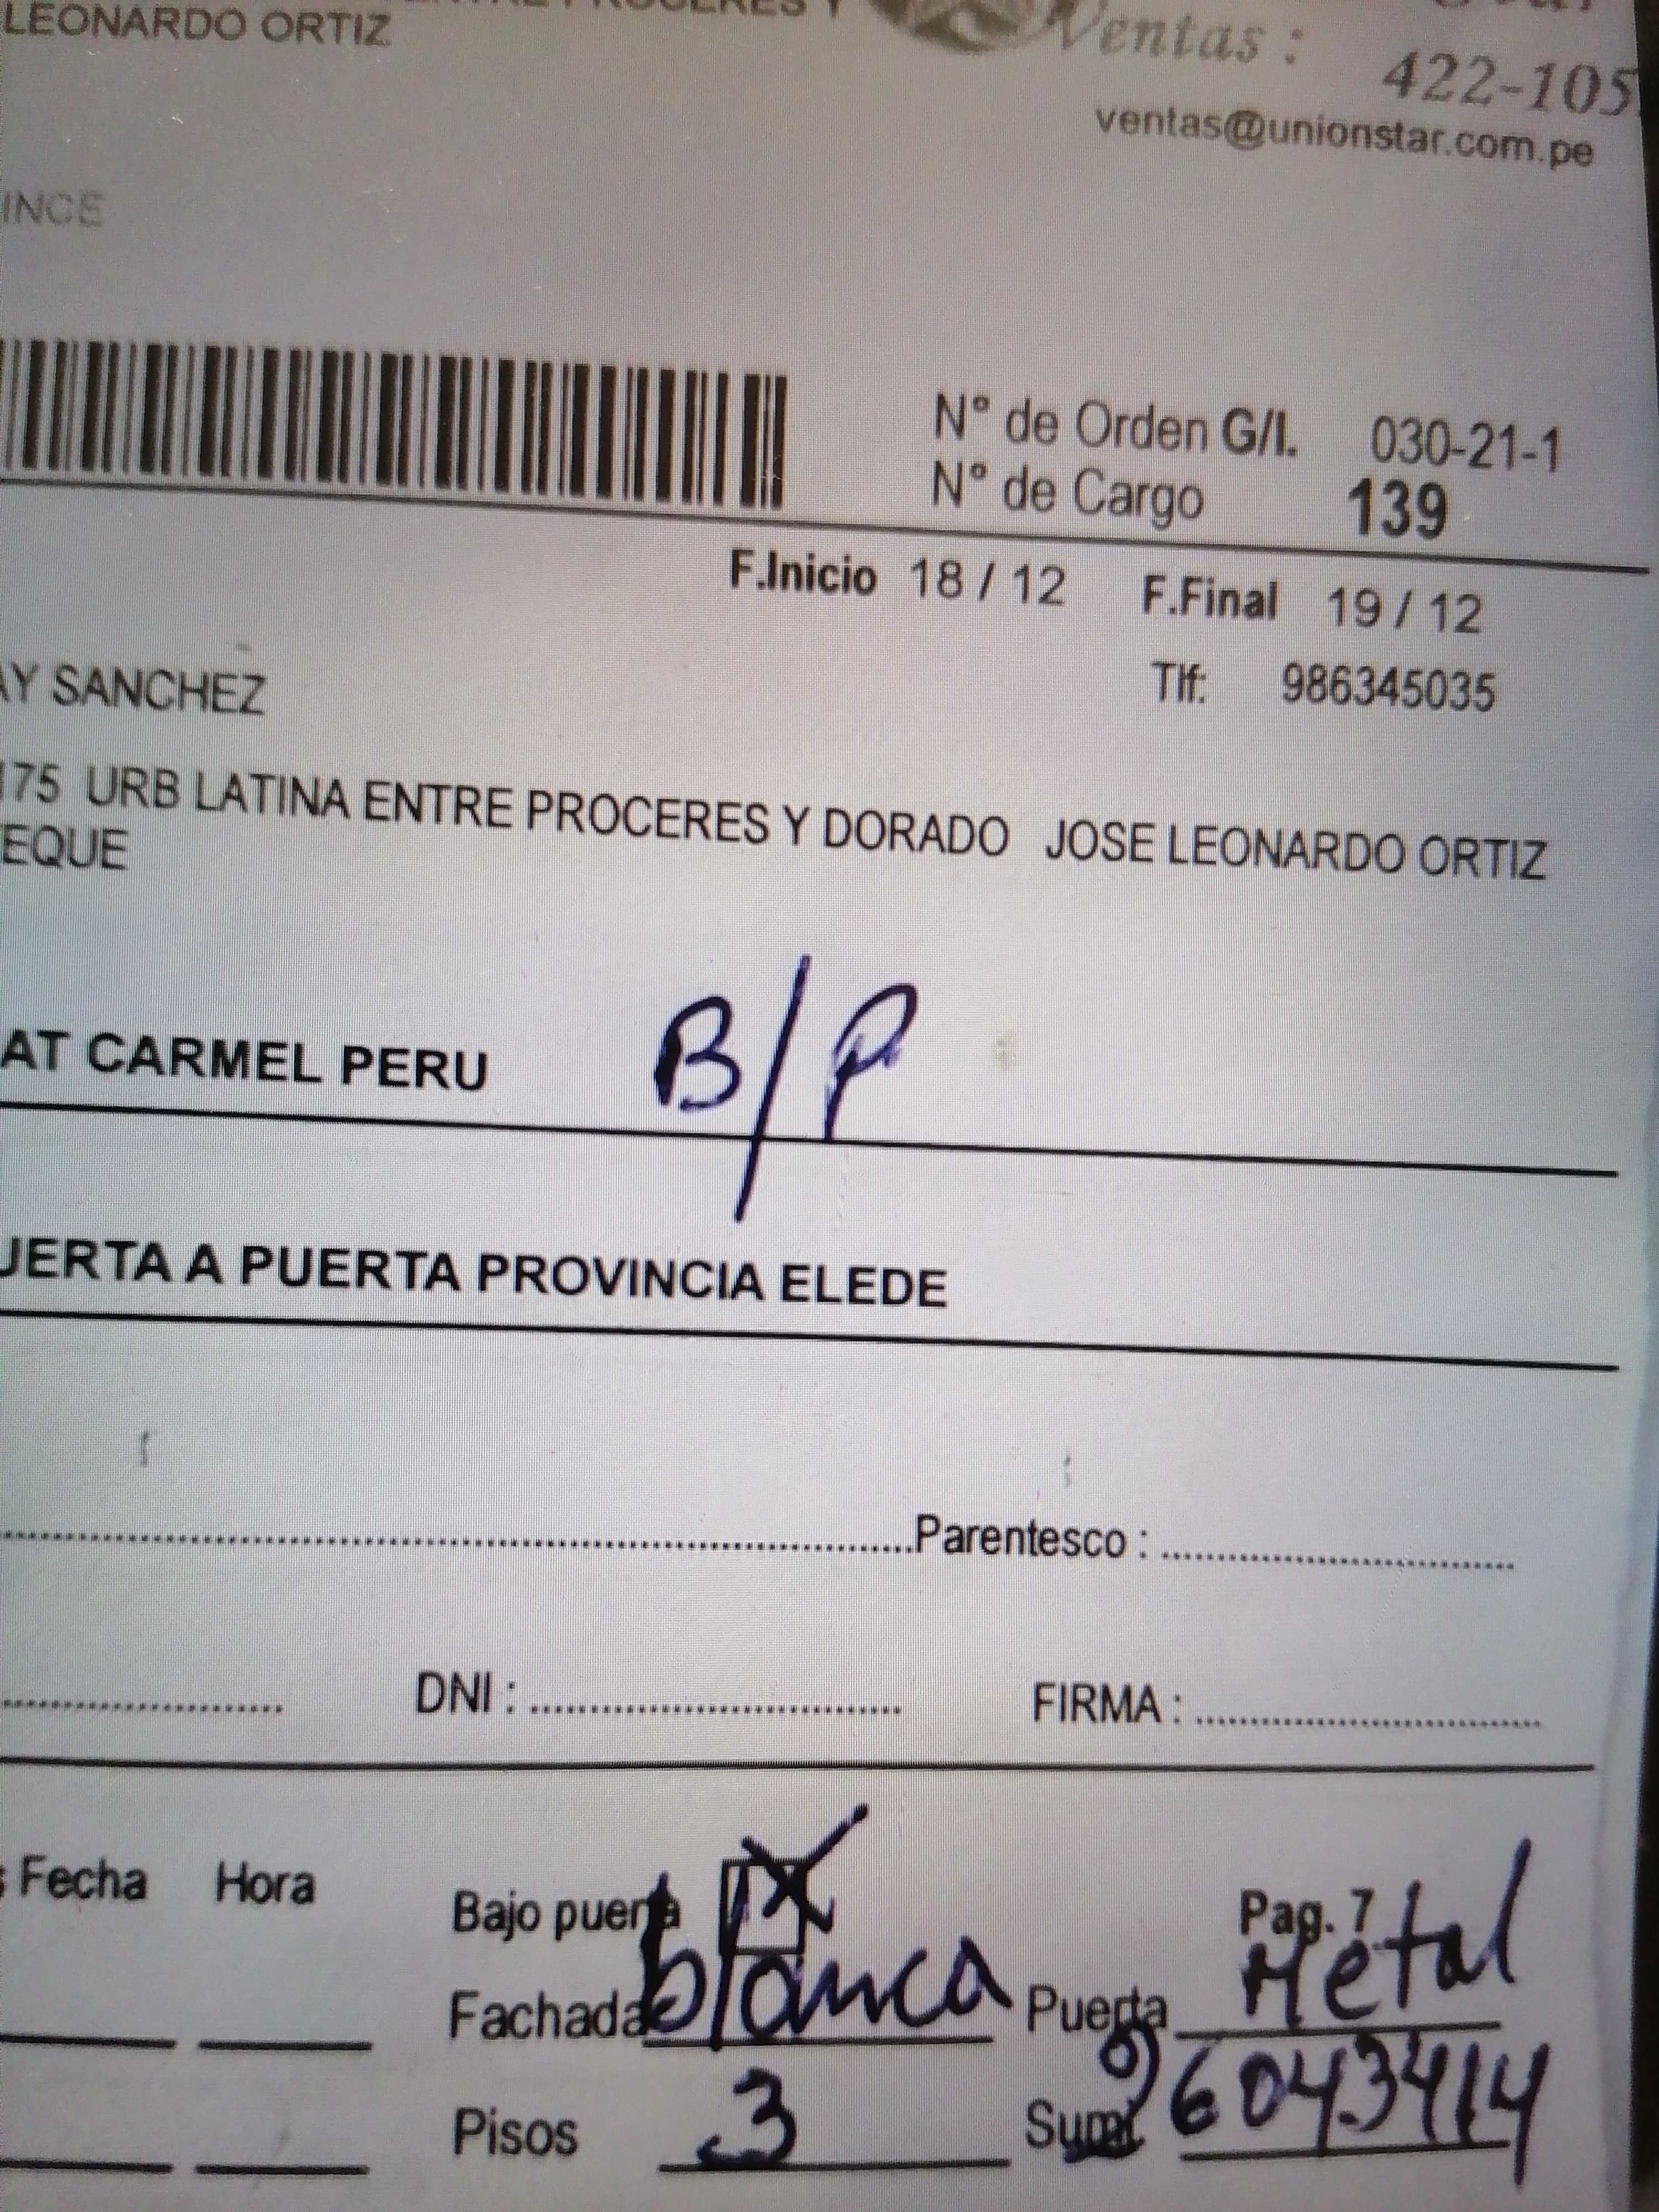 LEONARDO ORTIZ
Ventas :
422-105
ventas@unionstar.com.pe
INCE
N° de Orden G/I. 030-21-1
N° de Cargo 139
F.Inicio 18 / 12 F.Final 19 / 12
AY SANCHEZ Tlf: 986345035
175 URB LATINA ENTRE PROCERES Y DORADO JOSE LEONARDO ORTIZ
EQUE
AT CARMEL PERU B/P
UERTA A PUERTA PROVINCIA ELEDE
Parentesco :
DNI : FIRMA :
Fecha Hora Bajo puerta X Pag. 7
Fachada blanca Puerta Metal
Pisos 3 Sumi 96043414